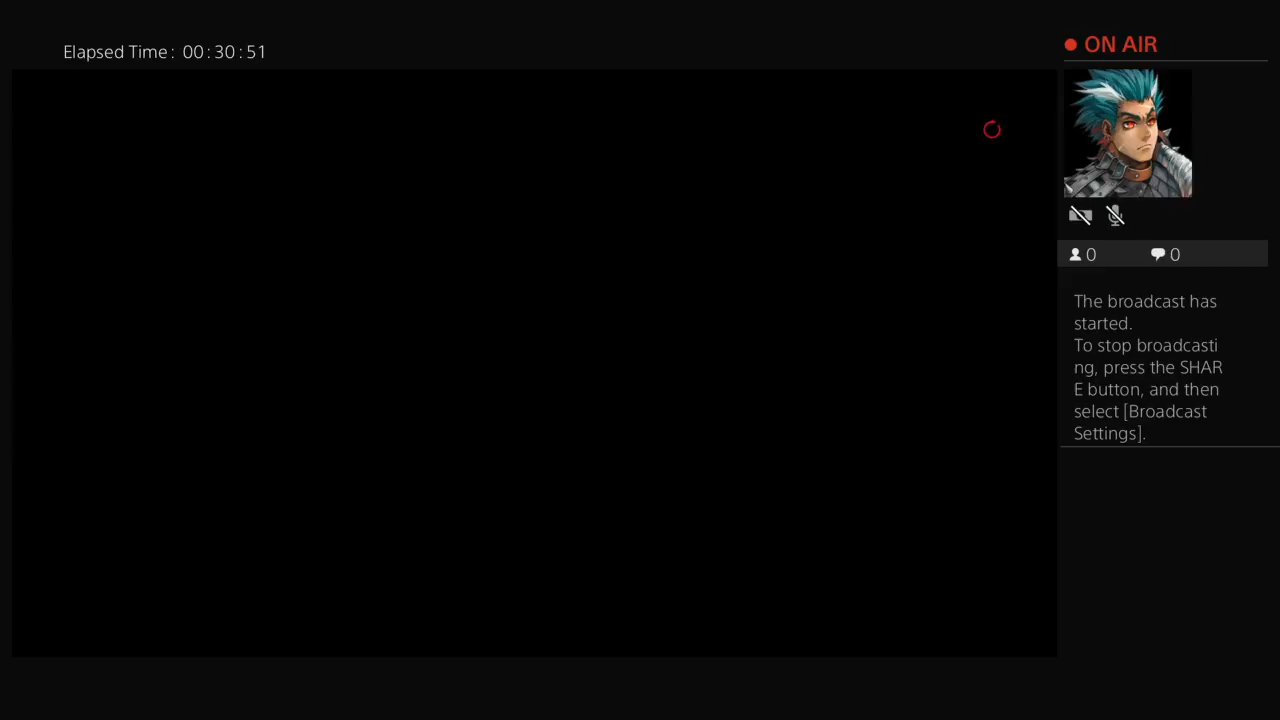 Elapsed Time: 00:30:51
ON AIR
0 0
The broadcast has
started.
To stop broadcasti
ng, press the SHAR
E button, and then
select [Broadcast
Settings].